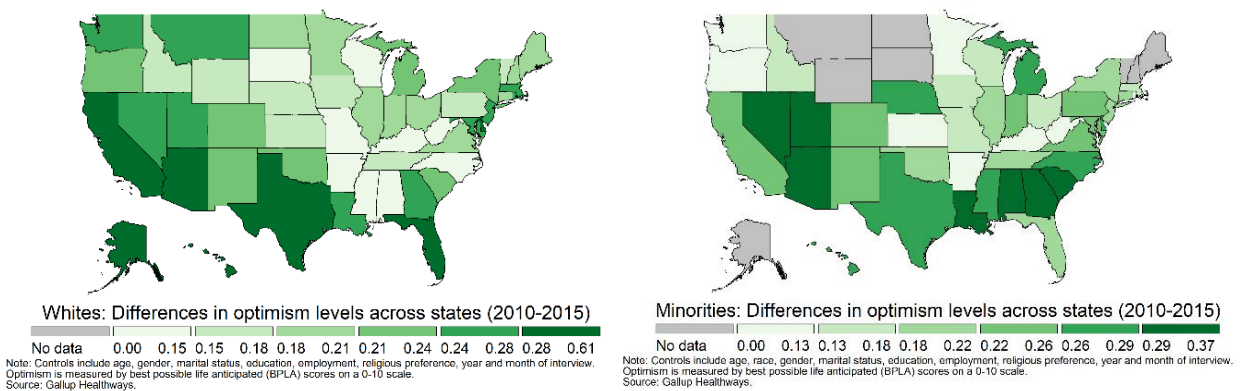 Whites: Differences in optimism levels across states (2010-2015)
No data 0.00 0.15 0.15 0.18 0.18 0.21 0.21 0.24 0.24 0.28 0.28 0.61
Note: Controls include age, gender, marital status, education, employment, religious preference, year and month of interview.
Optimism is measured by best possible life anticipated (BPLA) scores on a 0-10 scale.
Source: Gallup Healthways.
Minorities: Differences in optimism levels across states (2010-2015)
No data 0.00 0.13 0.13 0.18 0.18 0.22 0.22 0.26 0.26 0.29 0.29 0.37
Note: Controls include age, race, gender, marital status, education, employment, religious preference, year and month of interview.
Optimism is measured by best possible life anticipated (BPLA) scores on a 0-10 scale.
Source: Gallup Healthways.